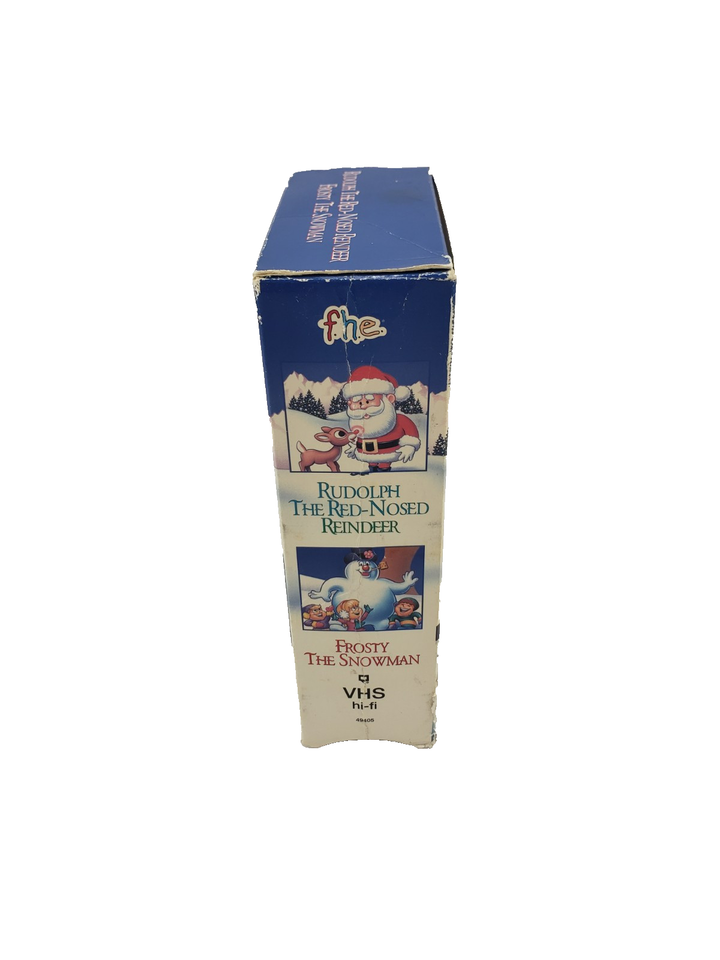 RUDOLPH THE RED-NOSED REINDEER
FROSTY THE SNOWMAN
f.h.e.
RUDOLPH
THE RED-NOSED
REINDEER
FROSTY
THE SNOWMAN
VHS
hi-fi
49405